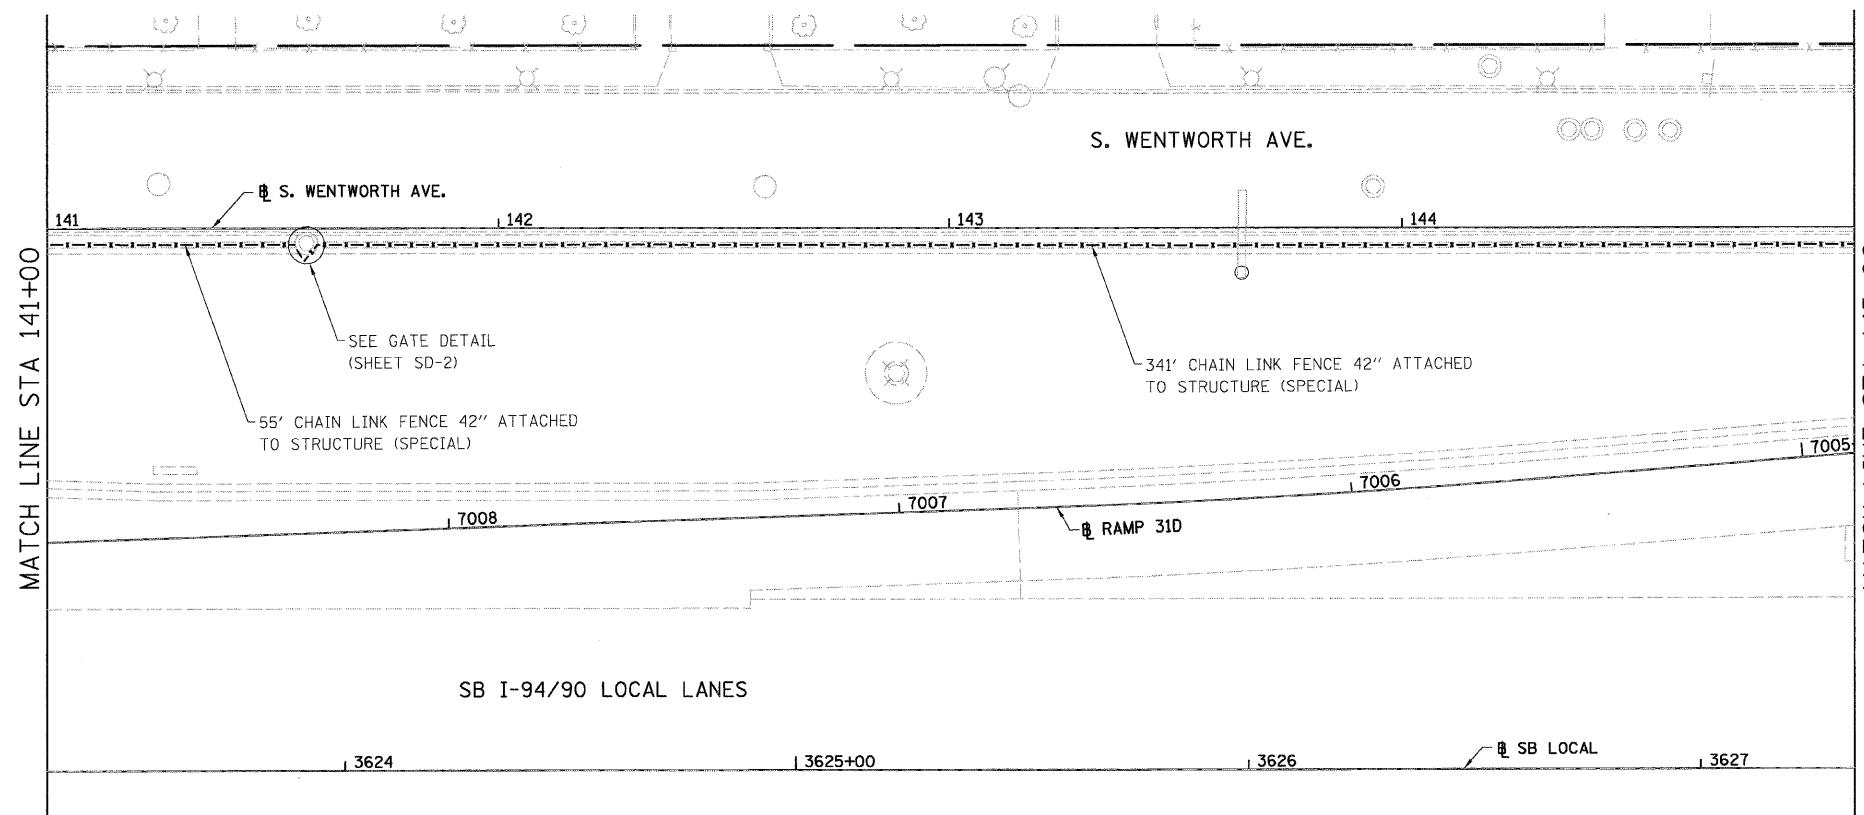 S. WENTWORTH AVE.
℄ S. WENTWORTH AVE.
141
142
143
144
MATCH LINE STA 141+00
SEE GATE DETAIL
(SHEET SD-2)
341' CHAIN LINK FENCE 42" ATTACHED
TO STRUCTURE (SPECIAL)
55' CHAIN LINK FENCE 42" ATTACHED
TO STRUCTURE (SPECIAL)
7005
7006
7007
7008
℄ RAMP 31D
SB I-94/90 LOCAL LANES
℄ SB LOCAL
3624
3625+00
3626
3627